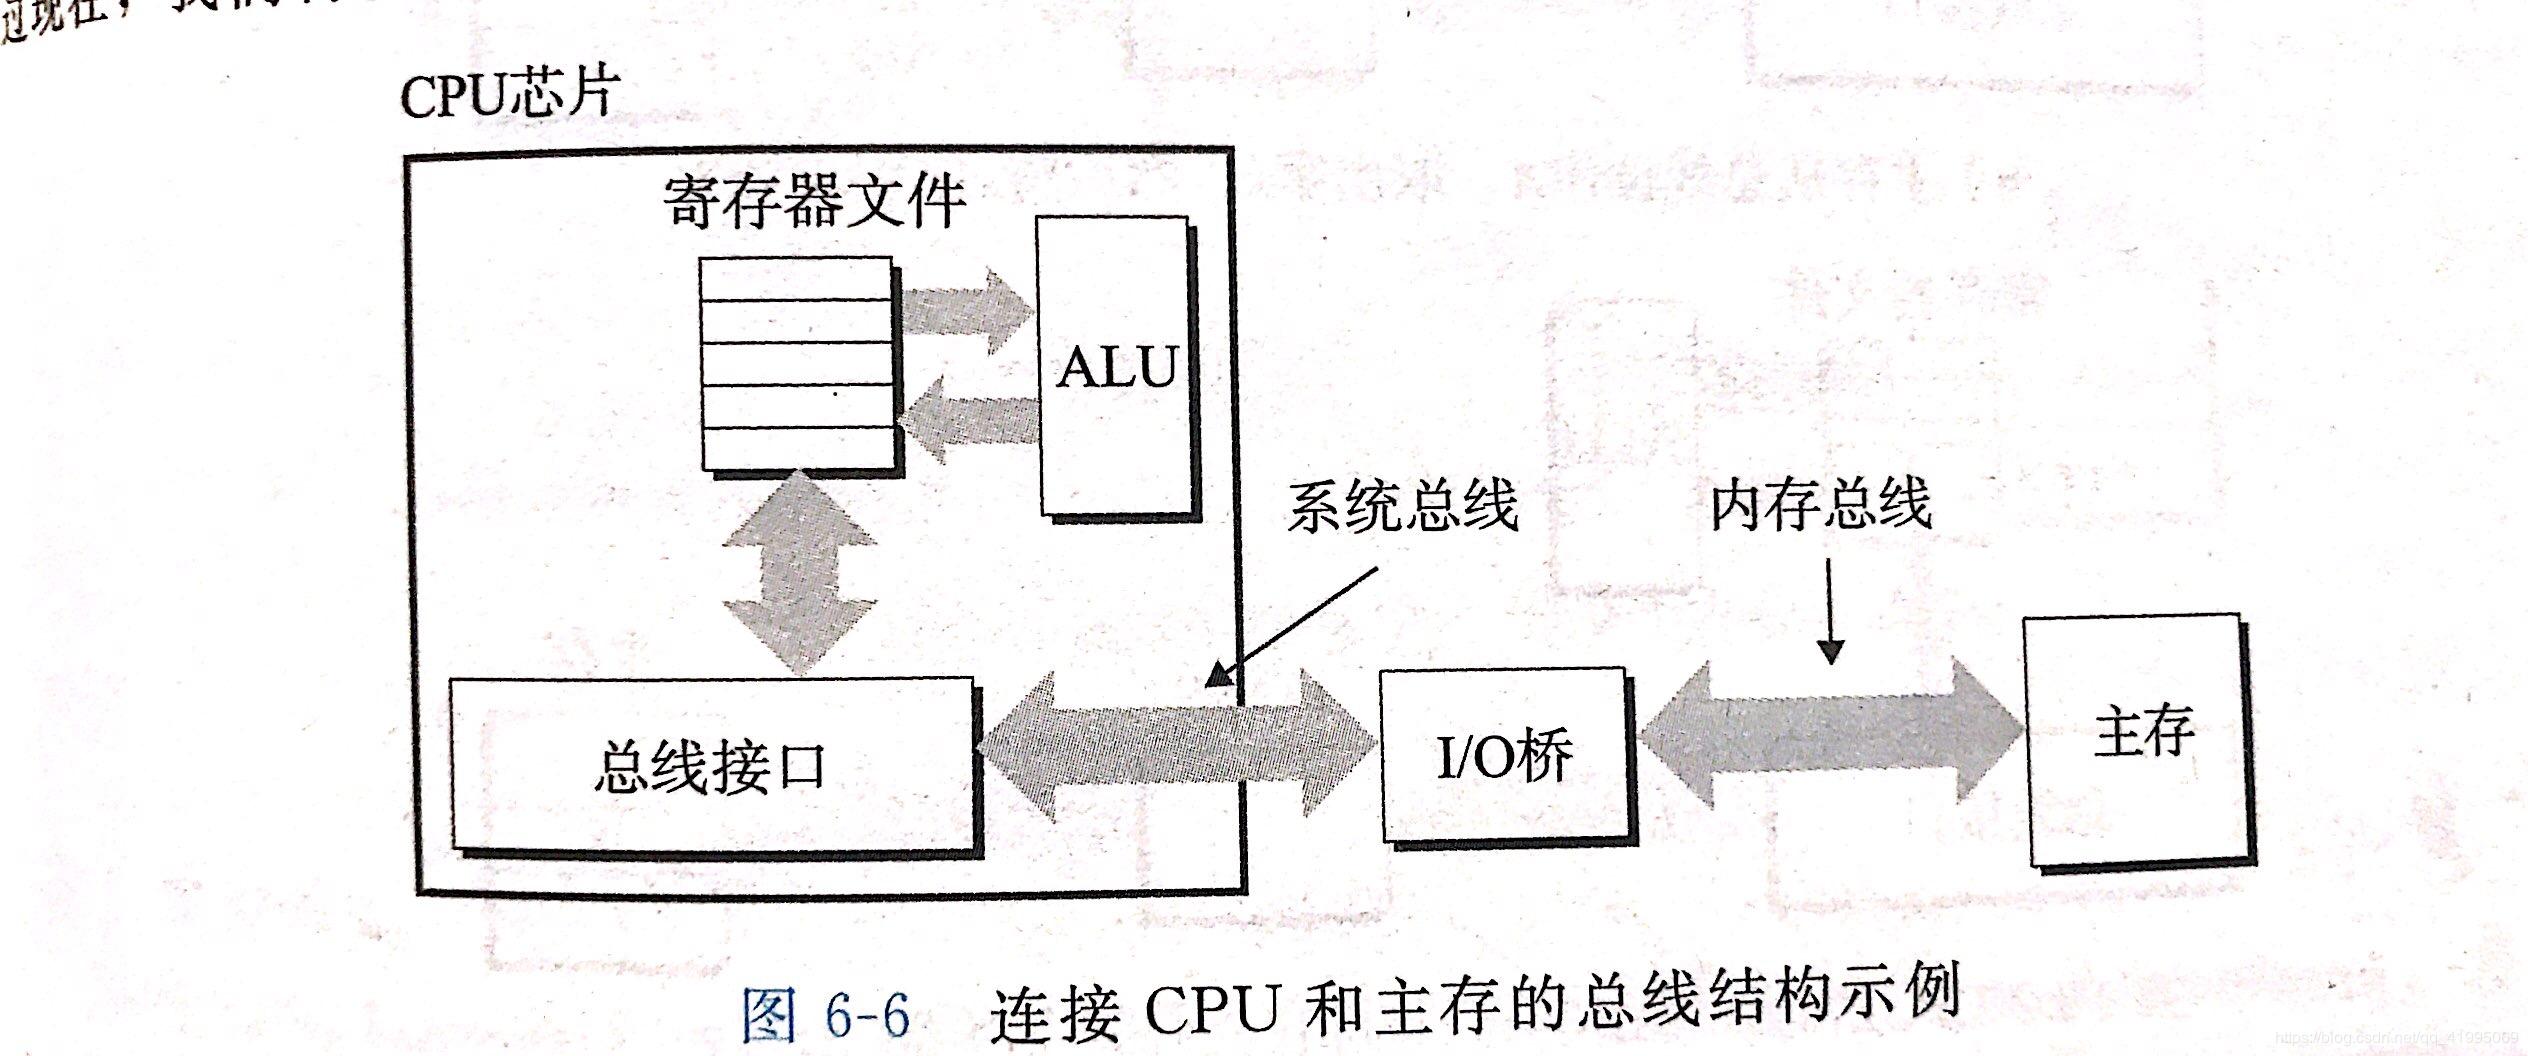 过现在，我们
CPU芯片
寄存器文件
ALU
系统总线
内存总线
总线接口
I/O桥
主存
图 6-6 连接 CPU 和主存的总线结构示例
https://blog.csdn.net/qq_41995069